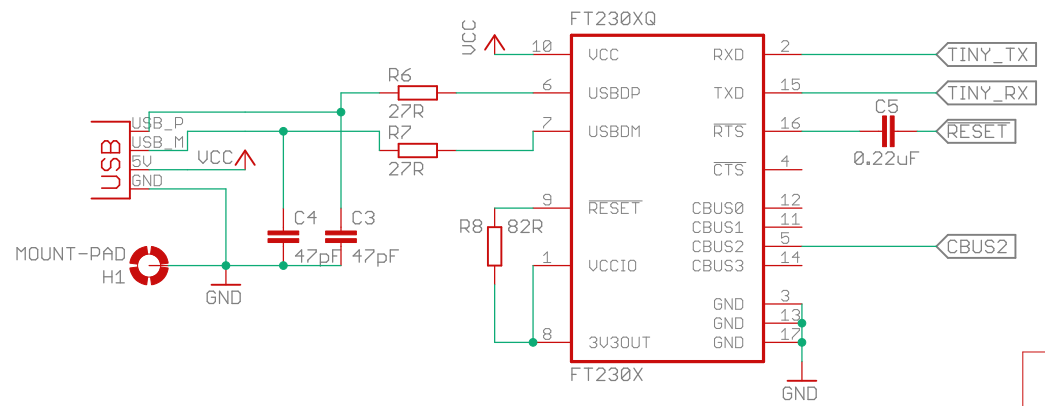 FT230XQ
VCC
10
VCC
RXD
2
TINY_TX
R6
27R
6
USBDP
TXD
15
TINY_RX
C5
0.22uF
USB
USB_P
USB_M
5V
GND
VCC
R7
27R
7
USBDM
RTS
16
RESET
CTS
4
R8
82R
9
RESET
CBUS0
12
CBUS1
11
CBUS2
5
CBUS2
CBUS3
14
C4
47pF
C3
47pF
MOUNT-PAD
H1
GND
1
VCCIO
GND
3
GND
13
GND
17
8
3V3OUT
FT230X
GND